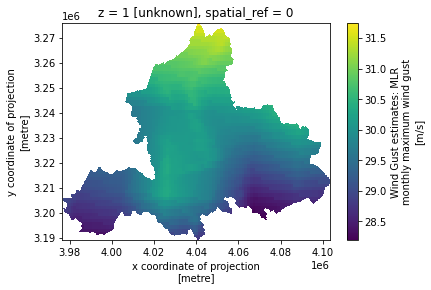 z = 1 [unknown], spatial_ref = 0
1e6
3.27
3.26
3.25
3.24
3.23
3.22
3.21
3.20
3.19
y coordinate of projection
[metre]
3.98
4.00
4.02
4.04
4.06
4.08
4.10
1e6
x coordinate of projection
[metre]
31.5
31.0
30.5
30.0
29.5
29.0
28.5
Wind Gust estimates: MLR
monthly maximum wind gust
[m/s]